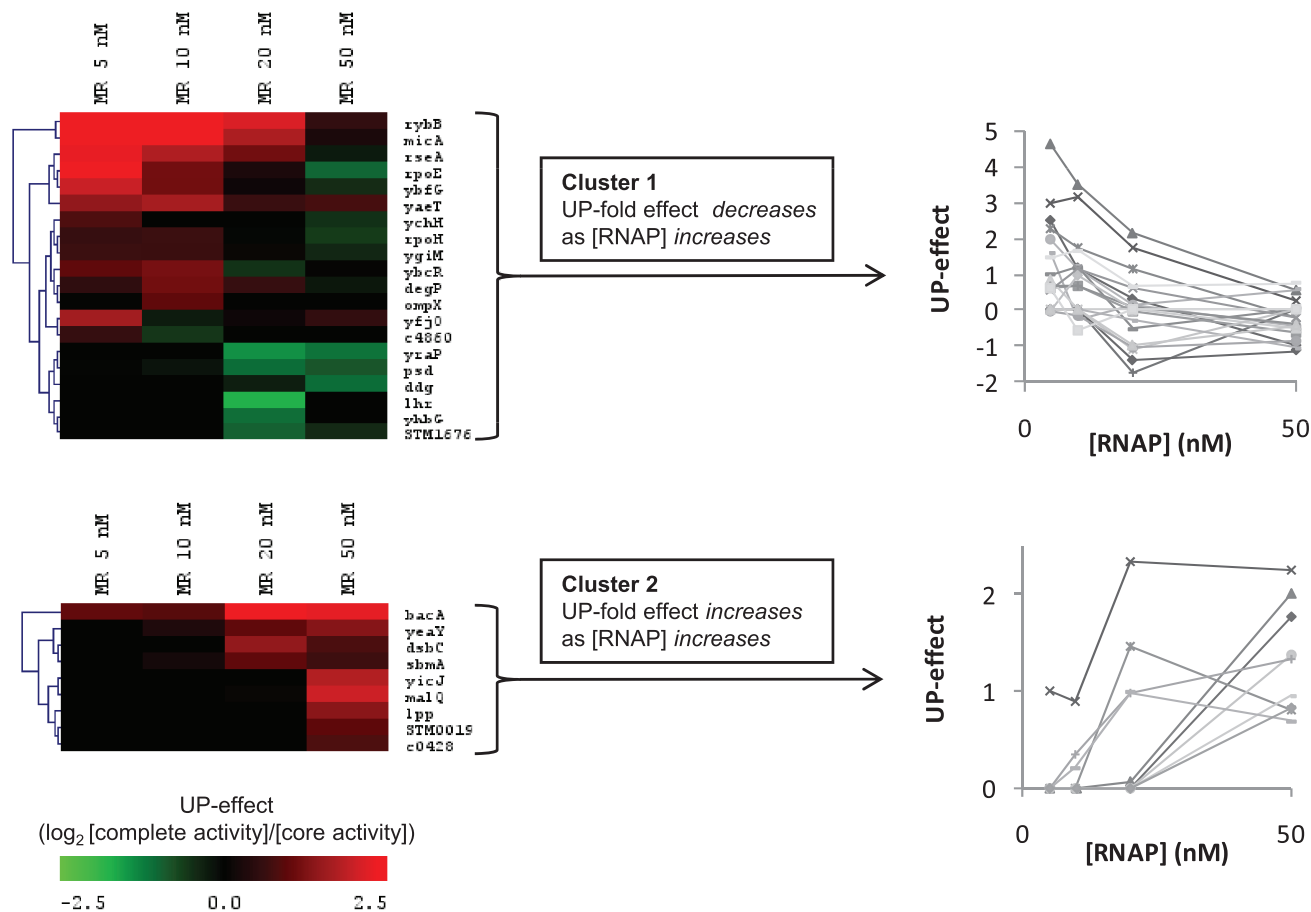 MR 5 nM
MR 10 nM
MR 20 nM
MR 50 nM
rybB
micA
rseA
rpoE
ybfG
yaeT
ychH
rpoH
ygiM
ybcR
degP
ompX
yfjO
c4860
yraP
psd
ddg
lhr
yhbG
STM1676
Cluster 1
UP-fold effect decreases
as [RNAP] increases
UP-effect
5
4
3
2
1
0
-1
-2
0
50
[RNAP] (nM)
MR 5 nM
MR 10 nM
MR 20 nM
MR 50 nM
bacA
yeaY
dsbC
sbmA
yicJ
malQ
lpp
STM0019
c0428
Cluster 2
UP-fold effect increases
as [RNAP] increases
UP-effect
2
1
0
0
50
[RNAP] (nM)
UP-effect
(log2 [complete activity]/[core activity])
-2.5
0.0
2.5